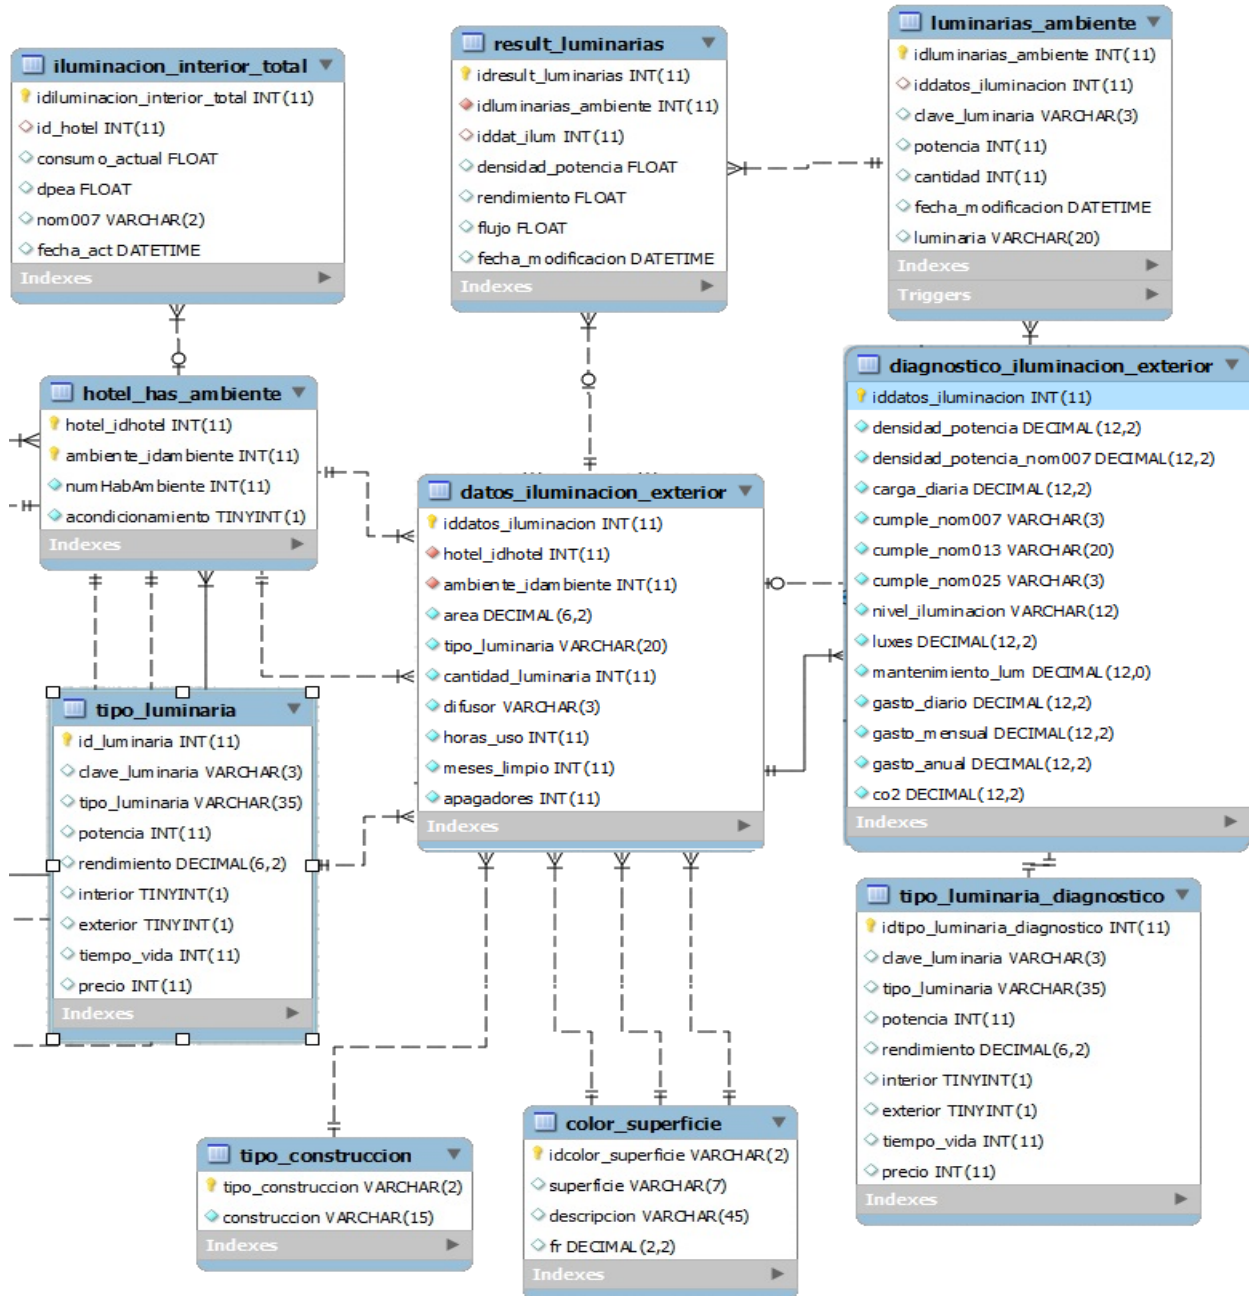 iluminacion_interior_total
idiluminacion_interior_total INT(11)
id_hotel INT(11)
consumo_actual FLOAT
dpea FLOAT
nom007 VARCHAR(2)
fecha_act DATETIME
Indexes
result_luminarias
idresult_luminarias INT(11)
idluminarias_ambiente INT(11)
iddat_ilum INT(11)
densidad_potencia FLOAT
rendimiento FLOAT
flujo FLOAT
fecha_modificacion DATETIME
Indexes
luminarias_ambiente
idluminarias_ambiente INT(11)
iddatos_iluminacion INT(11)
clave_luminaria VARCHAR(3)
potencia INT(11)
cantidad INT(11)
fecha_modificacion DATETIME
luminaria VARCHAR(20)
Indexes
Triggers
hotel_has_ambiente
hotel_idhotel INT(11)
ambiente_idambiente INT(11)
numHabAmbiente INT(11)
acondicionamiento TINYINT(1)
Indexes
datos_iluminacion_exterior
iddatos_iluminacion INT(11)
hotel_idhotel INT(11)
ambiente_idambiente INT(11)
area DECIMAL(6,2)
tipo_luminaria VARCHAR(20)
cantidad_luminaria INT(11)
difusor VARCHAR(3)
horas_uso INT(11)
meses_limpio INT(11)
apagadores INT(11)
Indexes
diagnostico_iluminacion_exterior
iddatos_iluminacion INT(11)
densidad_potencia DECIMAL(12,2)
densidad_potencia_nom007 DECIMAL(12,2)
carga_diaria DECIMAL(12,2)
cumple_nom007 VARCHAR(3)
cumple_nom013 VARCHAR(20)
cumple_nom025 VARCHAR(3)
nivel_iluminacion VARCHAR(12)
luxes DECIMAL(12,2)
mantenimiento_lum DECIMAL(12,0)
gasto_diario DECIMAL(12,2)
gasto_mensual DECIMAL(12,2)
gasto_anual DECIMAL(12,2)
co2 DECIMAL(12,2)
Indexes
tipo_luminaria
id_luminaria INT(11)
clave_luminaria VARCHAR(3)
tipo_luminaria VARCHAR(35)
potencia INT(11)
rendimiento DECIMAL(6,2)
interior TINYINT(1)
exterior TINYINT(1)
tiempo_vida INT(11)
precio INT(11)
Indexes
tipo_luminaria_diagnostico
idtipo_luminaria_diagnostico INT(11)
clave_luminaria VARCHAR(3)
tipo_luminaria VARCHAR(35)
potencia INT(11)
rendimiento DECIMAL(6,2)
interior TINYINT(1)
exterior TINYINT(1)
tiempo_vida INT(11)
precio INT(11)
Indexes
tipo_construccion
tipo_construccion VARCHAR(2)
construccion VARCHAR(15)
Indexes
color_superficie
idcolor_superficie VARCHAR(2)
superficie VARCHAR(7)
descripcion VARCHAR(45)
fr DECIMAL(2,2)
Indexes